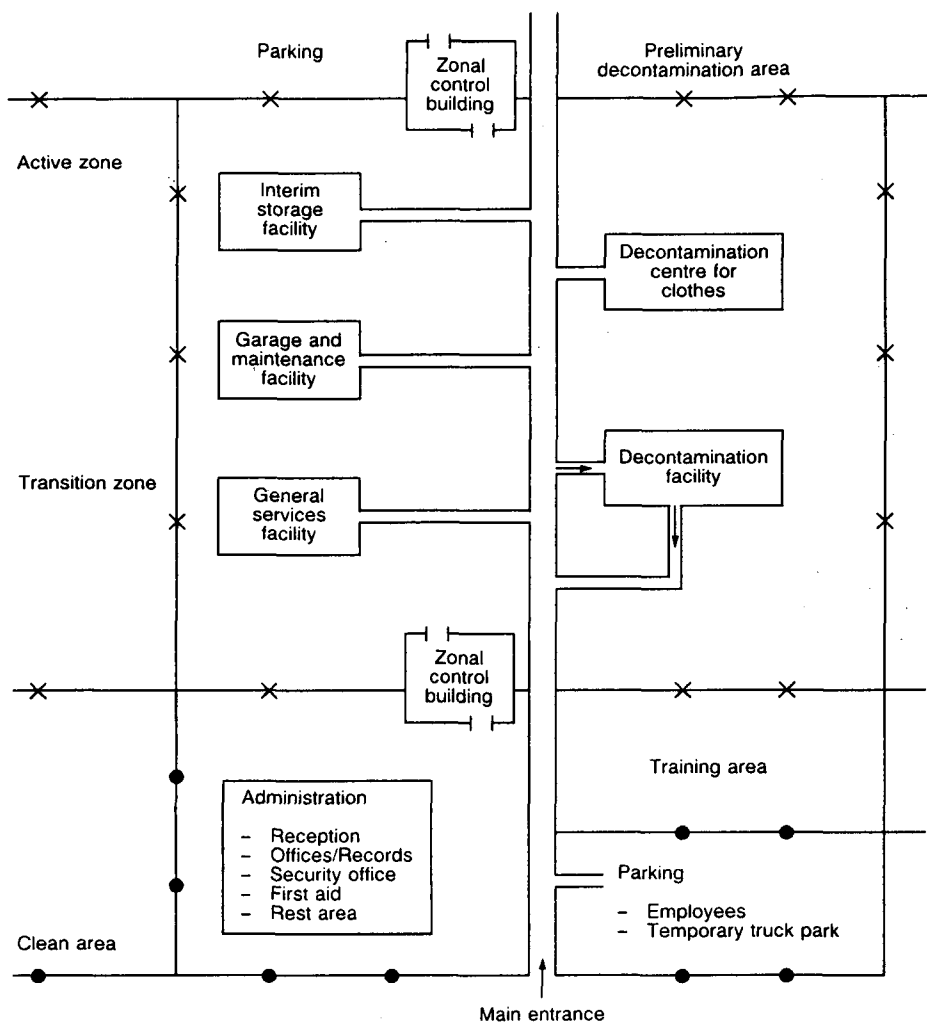 Parking
Zonal
control
building
Preliminary
decontamination area
Active zone
Interim
storage
facility
Decontamination
centre for
clothes
Garage and
maintenance
facility
Transition zone
General
services
facility
Decontamination
facility
Zonal
control
building
Training area
Administration
– Reception
– Offices/Records
– Security office
– First aid
– Rest area
Parking
– Employees
– Temporary truck park
Clean area
Main entrance